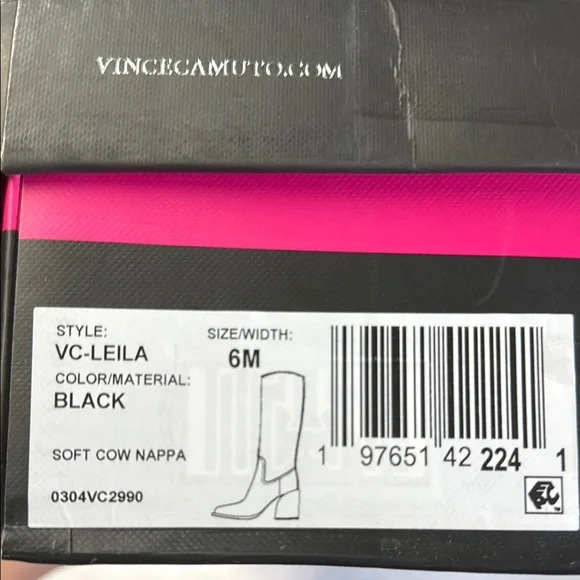 VINCECAMUTO.COM
STYLE:
VC-LEILA
SIZE/WIDTH:
6M
COLOR/MATERIAL:
BLACK
SOFT COW NAPPA
0304VC2990
1 97651 42 224 1